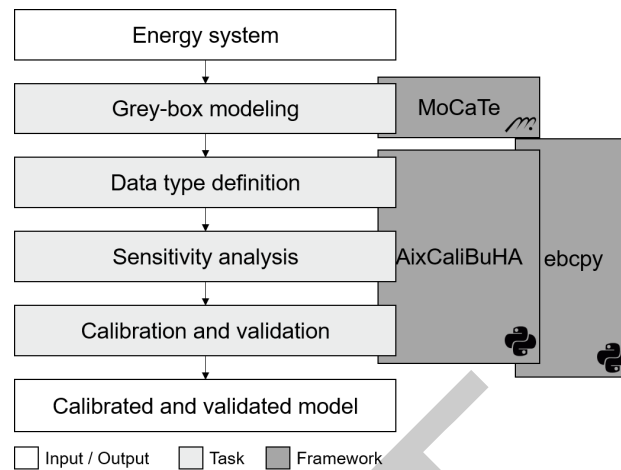 Energy system
Grey-box modeling
MoCaTe
Data type definition
Sensitivity analysis
AixCaliBuHA
ebcpy
Calibration and validation
Calibrated and validated model
Input / Output
Task
Framework